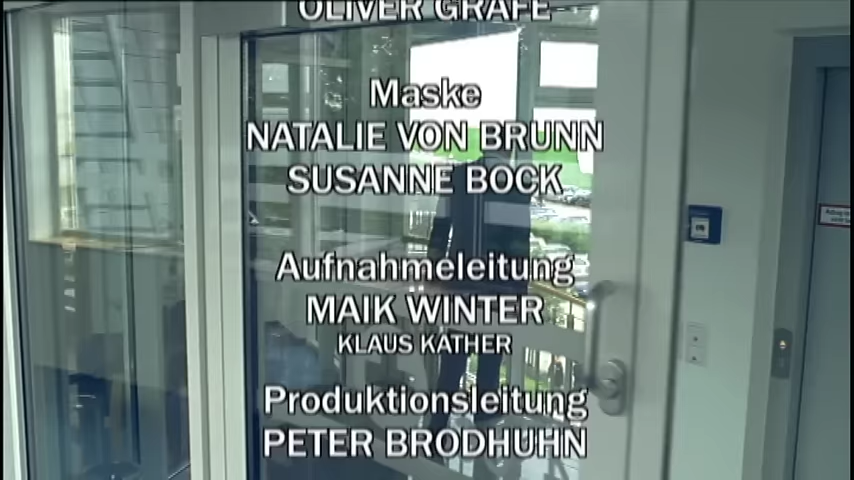 OLIVER GRAFE
Maske
NATALIE VON BRUNN
SUSANNE BOCK
Aufnahmeleitung
MAIK WINTER
KLAUS KATHER
Produktionsleitung
PETER BRODHUHN